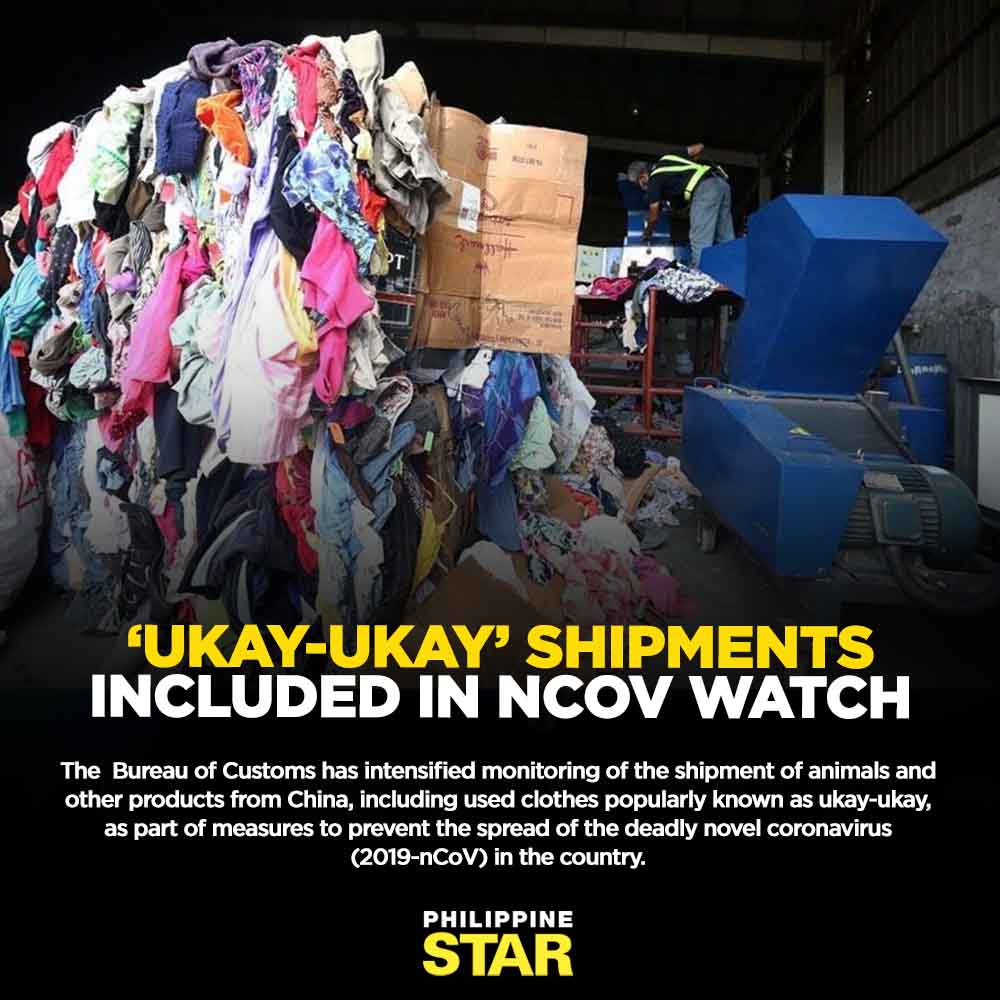 PT
Hallmark
‘UKAY-UKAY’ SHIPMENTS
INCLUDED IN NCOV WATCH
The Bureau of Customs has intensified monitoring of the shipment of animals and
other products from China, including used clothes popularly known as ukay-ukay,
as part of measures to prevent the spread of the deadly novel coronavirus
(2019-nCoV) in the country.
PHILIPPINE
STAR